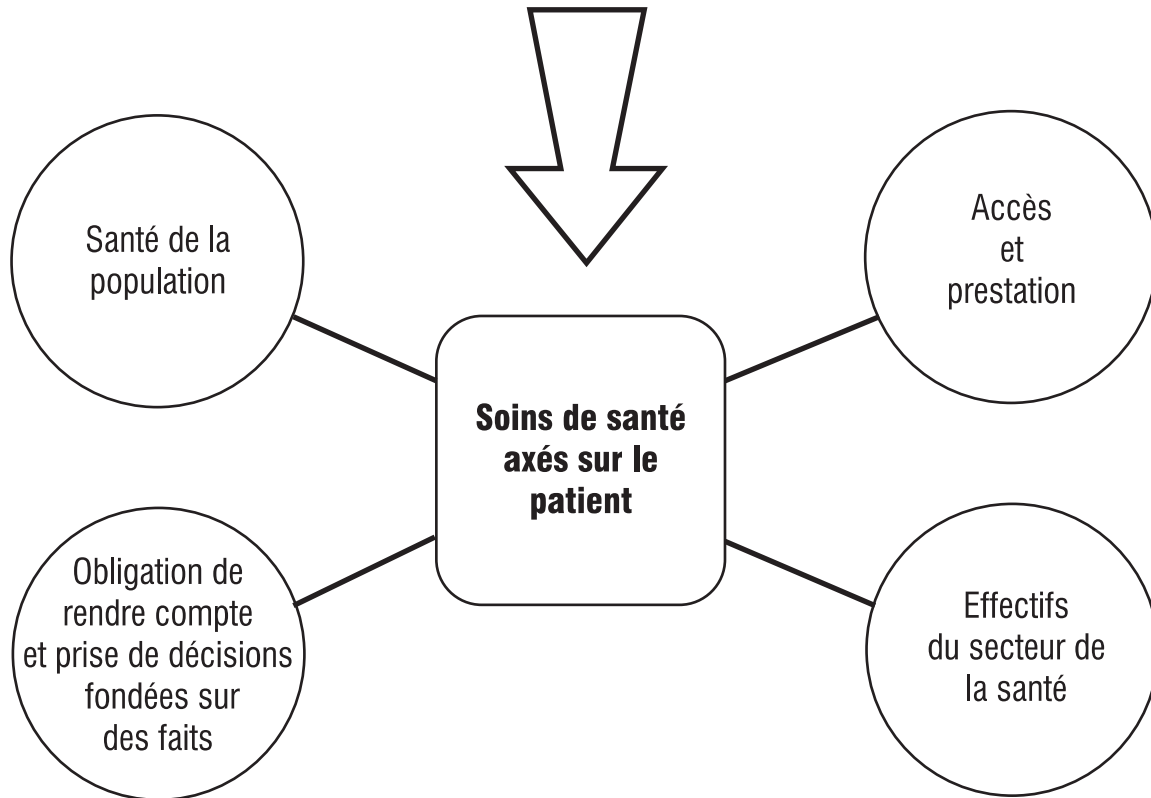 Santé de la
population
Accès
et
prestation
Soins de santé
axés sur le
patient
Obligation de
rendre compte
et prise de décisions
fondées sur
des faits
Effectifs
du secteur de
la santé